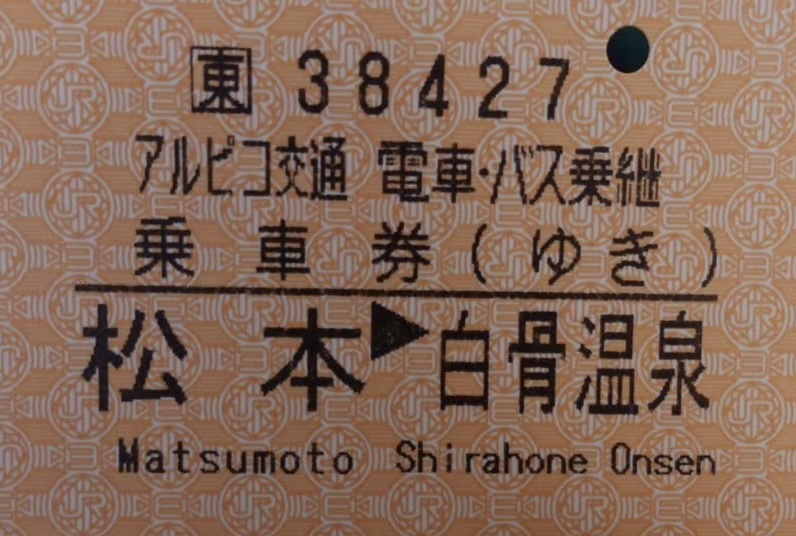 東 38427
アルピコ交通 電車・バス乗継
乗車券(ゆき)
松本▶白骨温泉
Matsumoto Shirahone Onsen